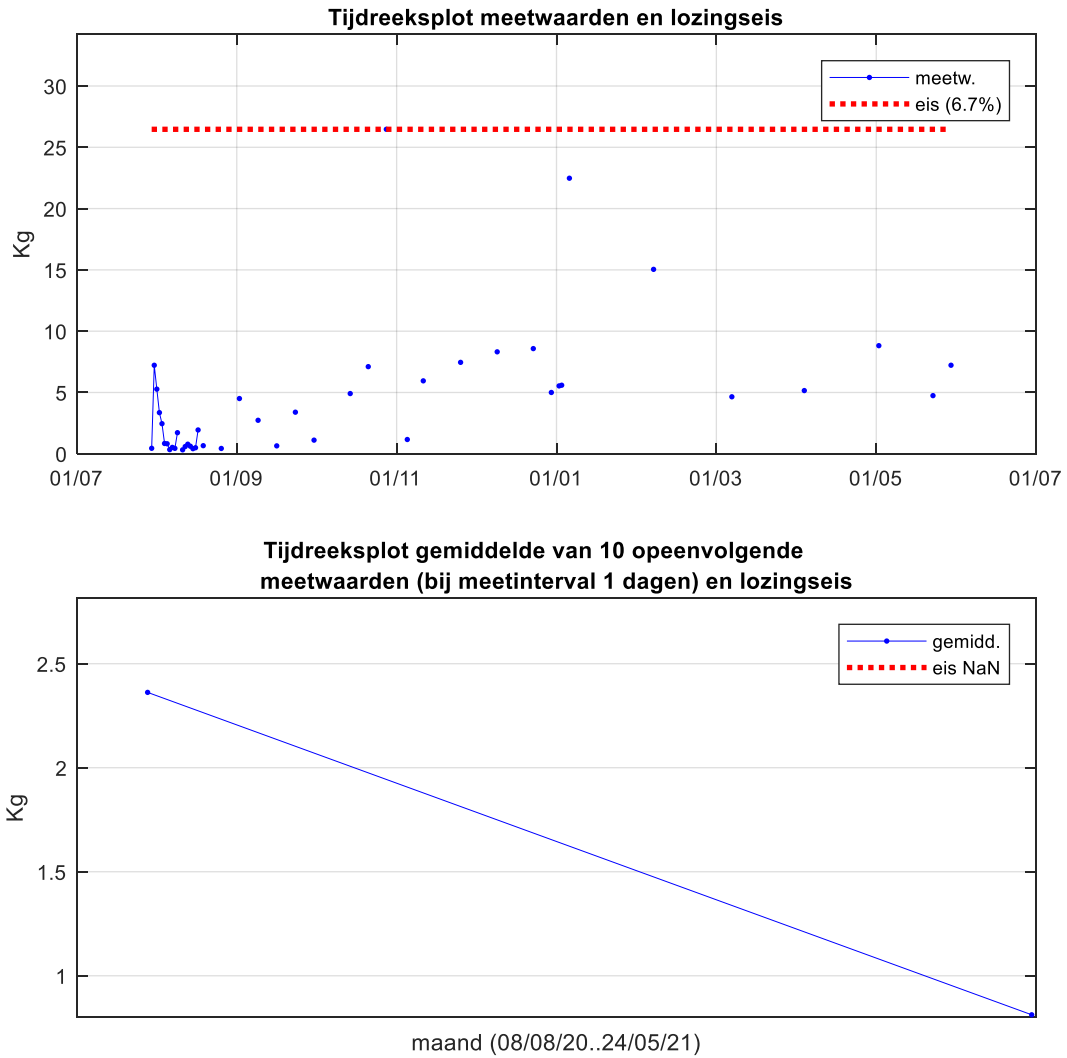 Tijdreeksplot meetwaarden en lozingseis
30
25
20
15
10
5
0
Kg
meetw.
eis (6.7%)
01/07 01/09 01/11 01/01 01/03 01/05 01/07
Tijdreeksplot gemiddelde van 10 opeenvolgende
meetwaarden (bij meetinterval 1 dagen) en lozingseis
2.5
2
1.5
1
Kg
gemidd.
eis NaN
maand (08/08/20..24/05/21)